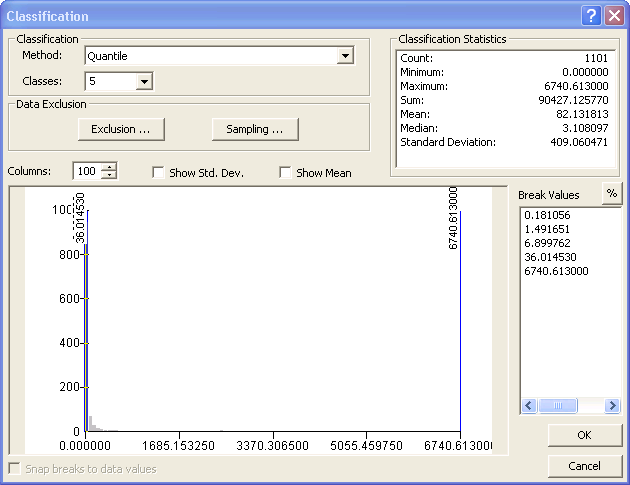 Classification
Classification
Method: Quantile
Classes: 5
Data Exclusion
Exclusion ...
Sampling ...
Columns: 100
Show Std. Dev.
Show Mean
Classification Statistics
Count: 1101
Minimum: 0.000000
Maximum: 6740.613000
Sum: 90427.125770
Mean: 82.131813
Median: 3.108097
Standard Deviation: 409.060471
Break Values
%
0.181056
1.491651
6.899762
36.014530
6740.613000
36.014530
6740.613000
800
600
400
200
0
0.000000 1685.153250 3370.306500 5055.459750 6740.613000
Snap breaks to data values
OK
Cancel